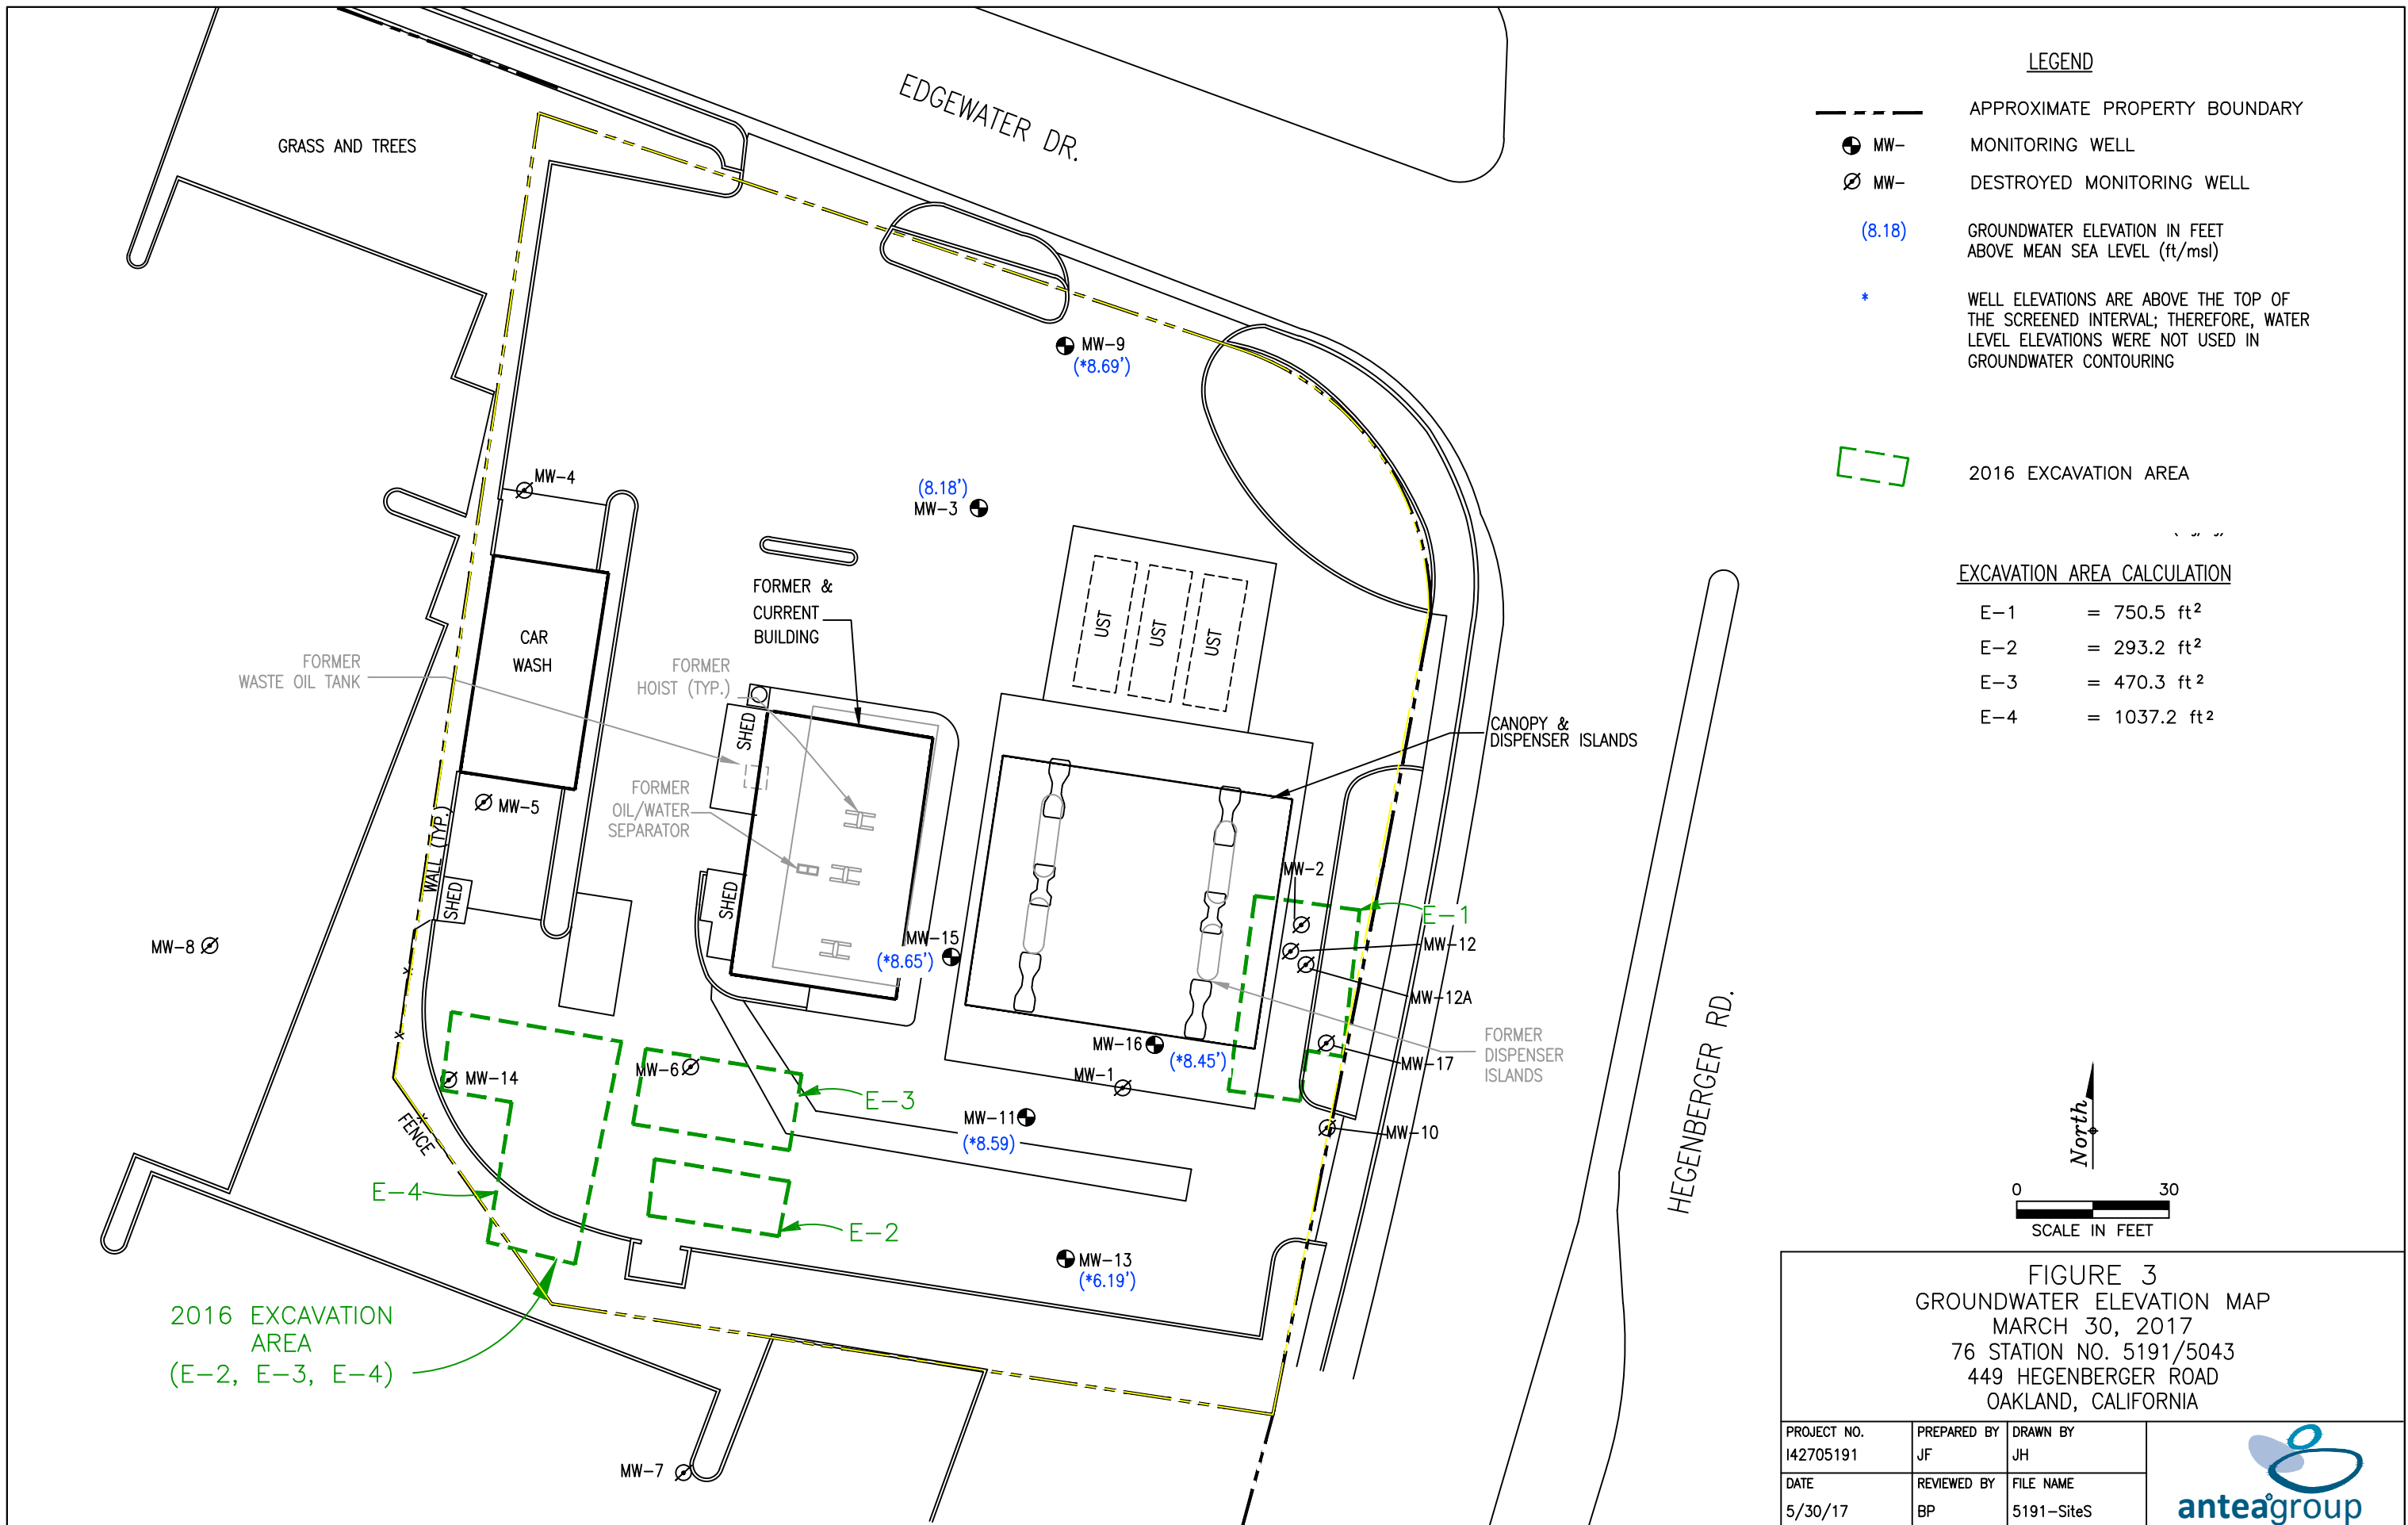 EDGEWATER DR.
GRASS AND TREES
MW-9
(*8.69')
MW-4
(8.18')
MW-3
FORMER &
CURRENT
BUILDING
CAR
WASH
UST
UST
UST
FORMER
WASTE OIL TANK
FORMER
HOIST (TYP.)
SHED
CANOPY &
DISPENSER ISLANDS
MW-5
FORMER
OIL/WATER
SEPARATOR
WALL (TYP.)
SHED
SHED
MW-2
E-1
MW-8
MW-15
(*8.65')
MW-12
MW-12A
MW-16
(*8.45')
MW-17
FORMER
DISPENSER
ISLANDS
HEGENBERGER RD.
MW-14
MW-6
MW-1
E-3
MW-11
(*8.59)
MW-10
FENCE
E-4
E-2
MW-13
(*6.19')
2016 EXCAVATION
AREA
(E-2, E-3, E-4)
MW-7
LEGEND
APPROXIMATE PROPERTY BOUNDARY
MW- MONITORING WELL
MW- DESTROYED MONITORING WELL
(8.18) GROUNDWATER ELEVATION IN FEET
ABOVE MEAN SEA LEVEL (ft/msl)
* WELL ELEVATIONS ARE ABOVE THE TOP OF
THE SCREENED INTERVAL; THEREFORE, WATER
LEVEL ELEVATIONS WERE NOT USED IN
GROUNDWATER CONTOURING
2016 EXCAVATION AREA
EXCAVATION AREA CALCULATION
E-1 = 750.5 ft²
E-2 = 293.2 ft²
E-3 = 470.3 ft²
E-4 = 1037.2 ft²
North
0 30
SCALE IN FEET
FIGURE 3
GROUNDWATER ELEVATION MAP
MARCH 30, 2017
76 STATION NO. 5191/5043
449 HEGENBERGER ROAD
OAKLAND, CALIFORNIA
PROJECT NO. PREPARED BY DRAWN BY
I42705191 JF JH
DATE REVIEWED BY FILE NAME
5/30/17 BP 5191-SiteS
anteagroup